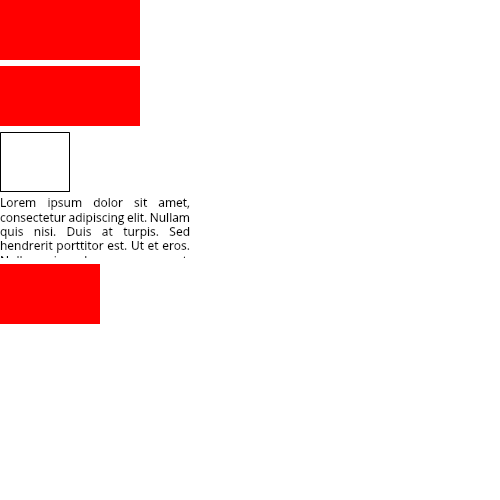 Lorem ipsum dolor sit amet,
consectetur adipiscing elit. Nullam
quis nisi. Duis at turpis. Sed
hendrerit porttitor est. Ut et eros.